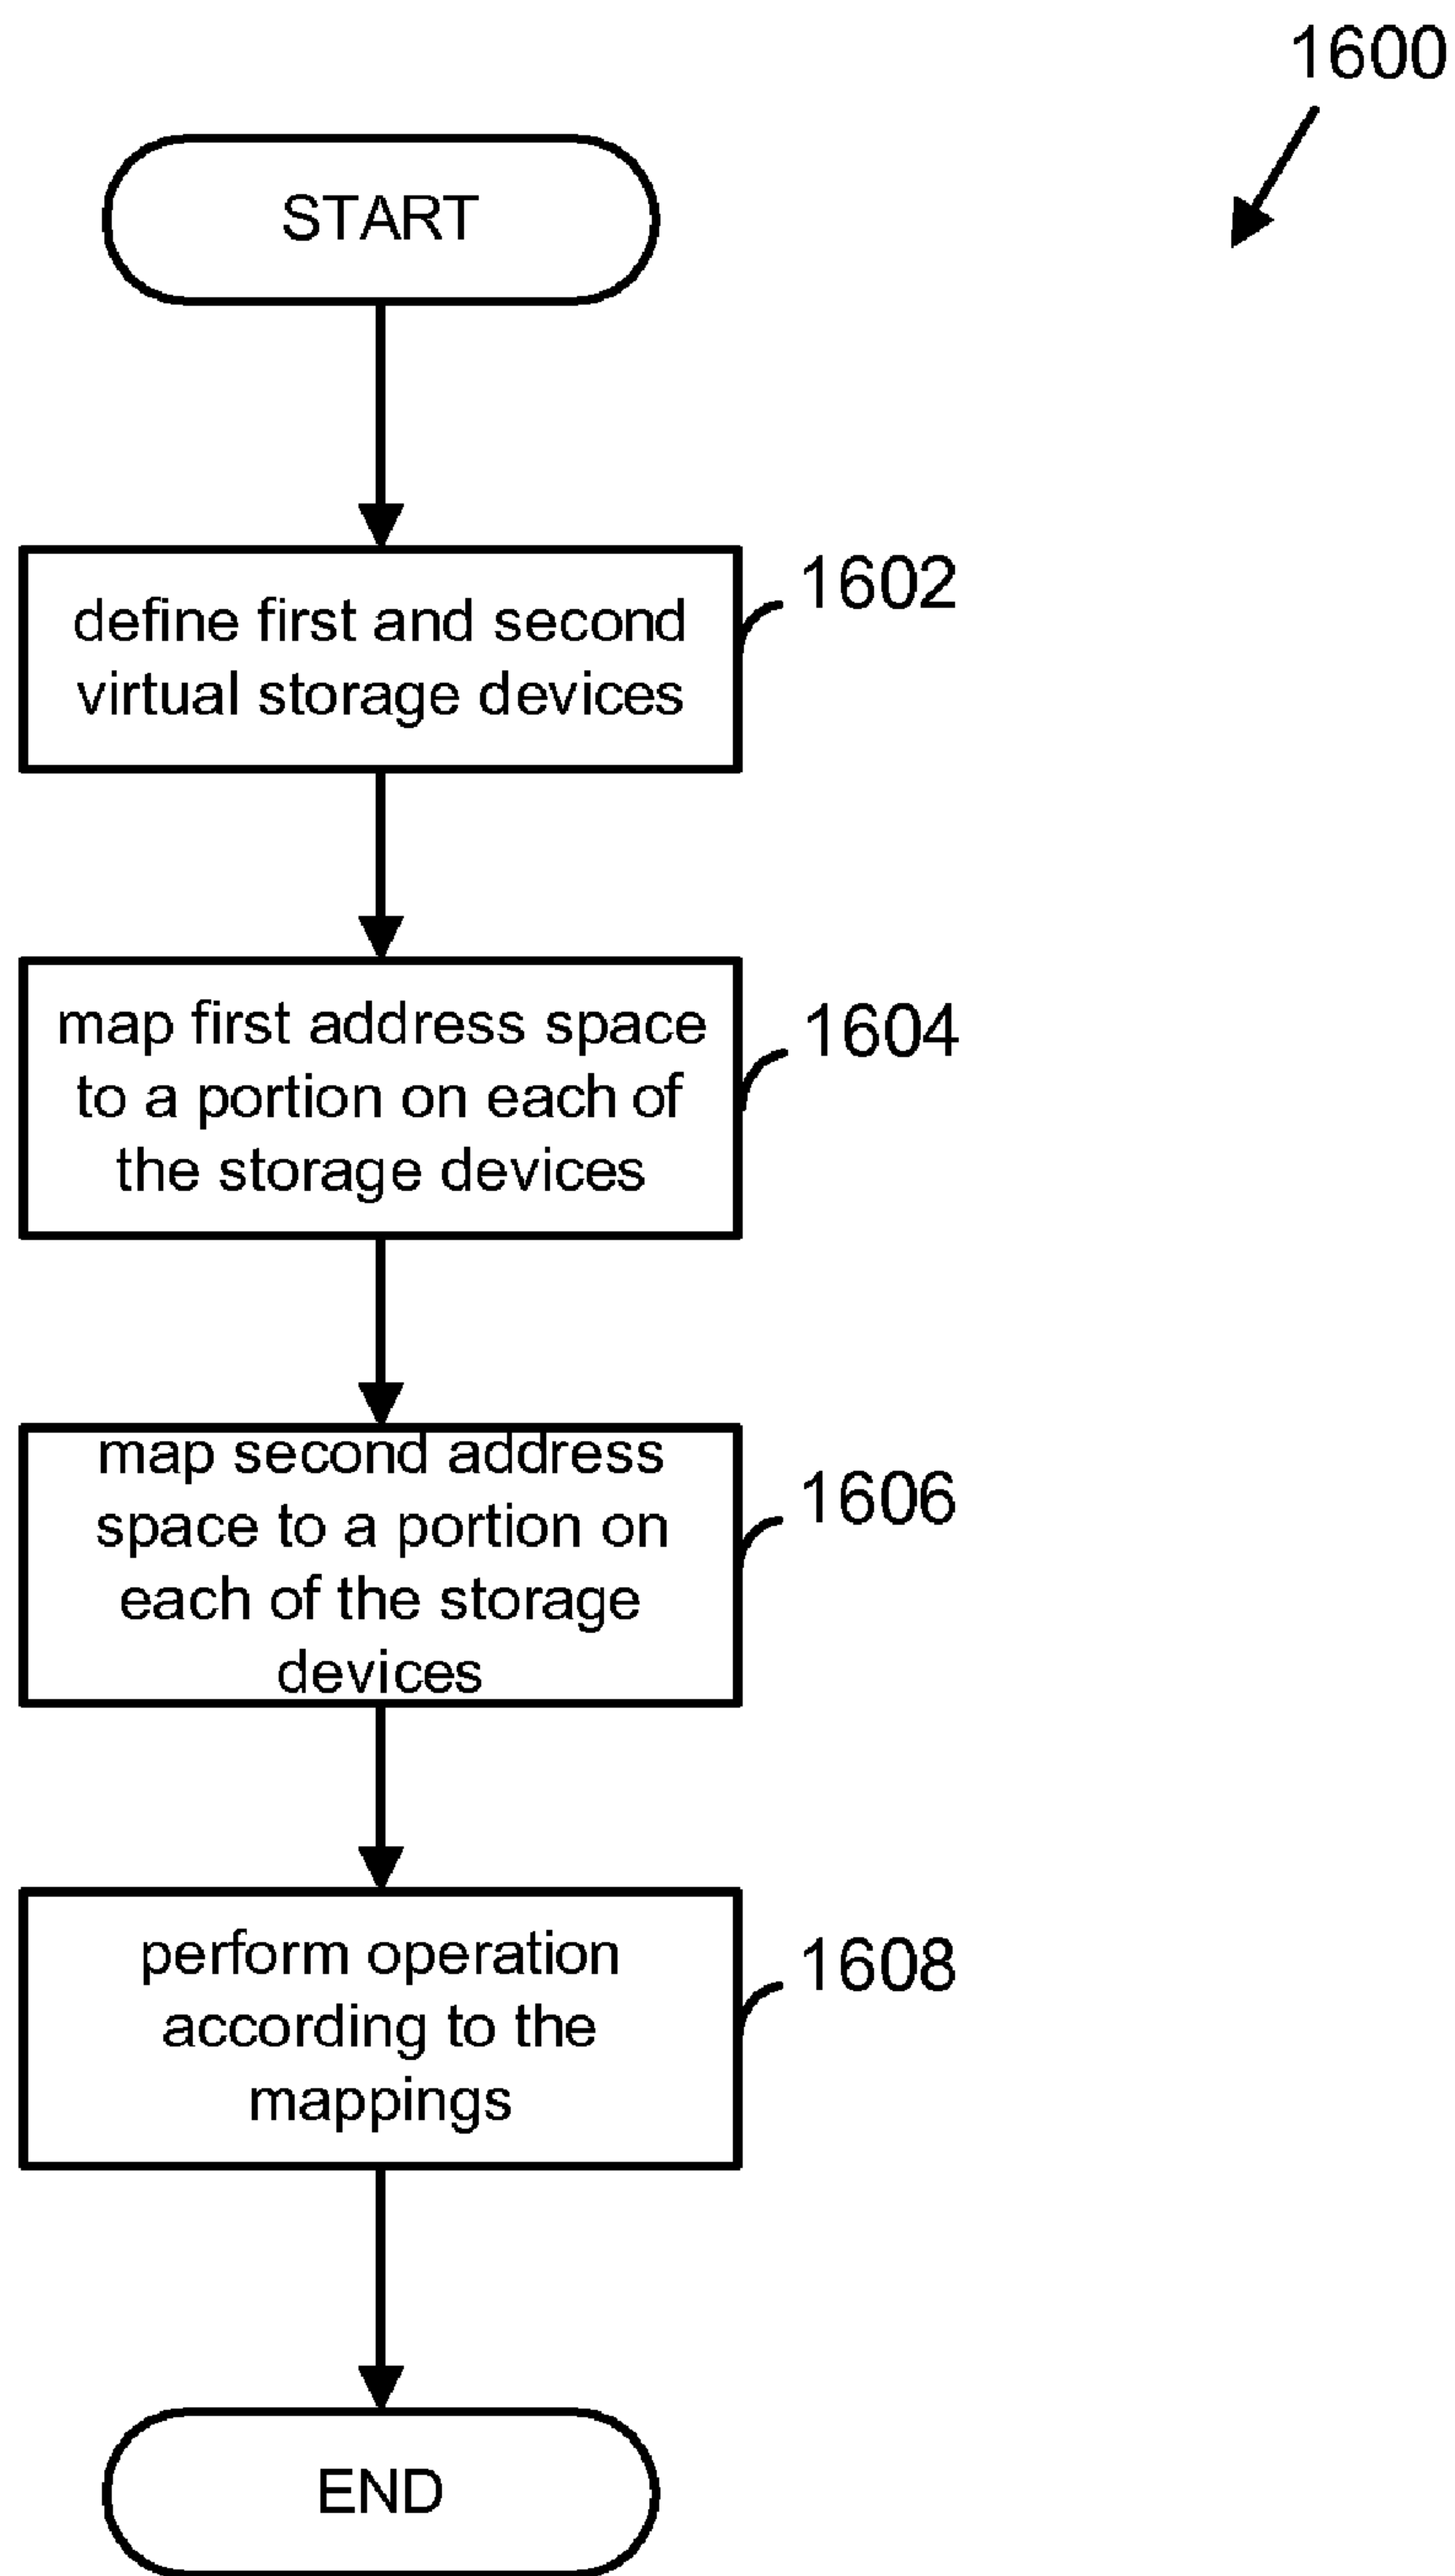 1600
START
define first and second
virtual storage devices
1602
map first address space
to a portion on each of
the storage devices
1604
map second address
space to a portion on
each of the storage
devices
1606
perform operation
according to the
mappings
1608
END